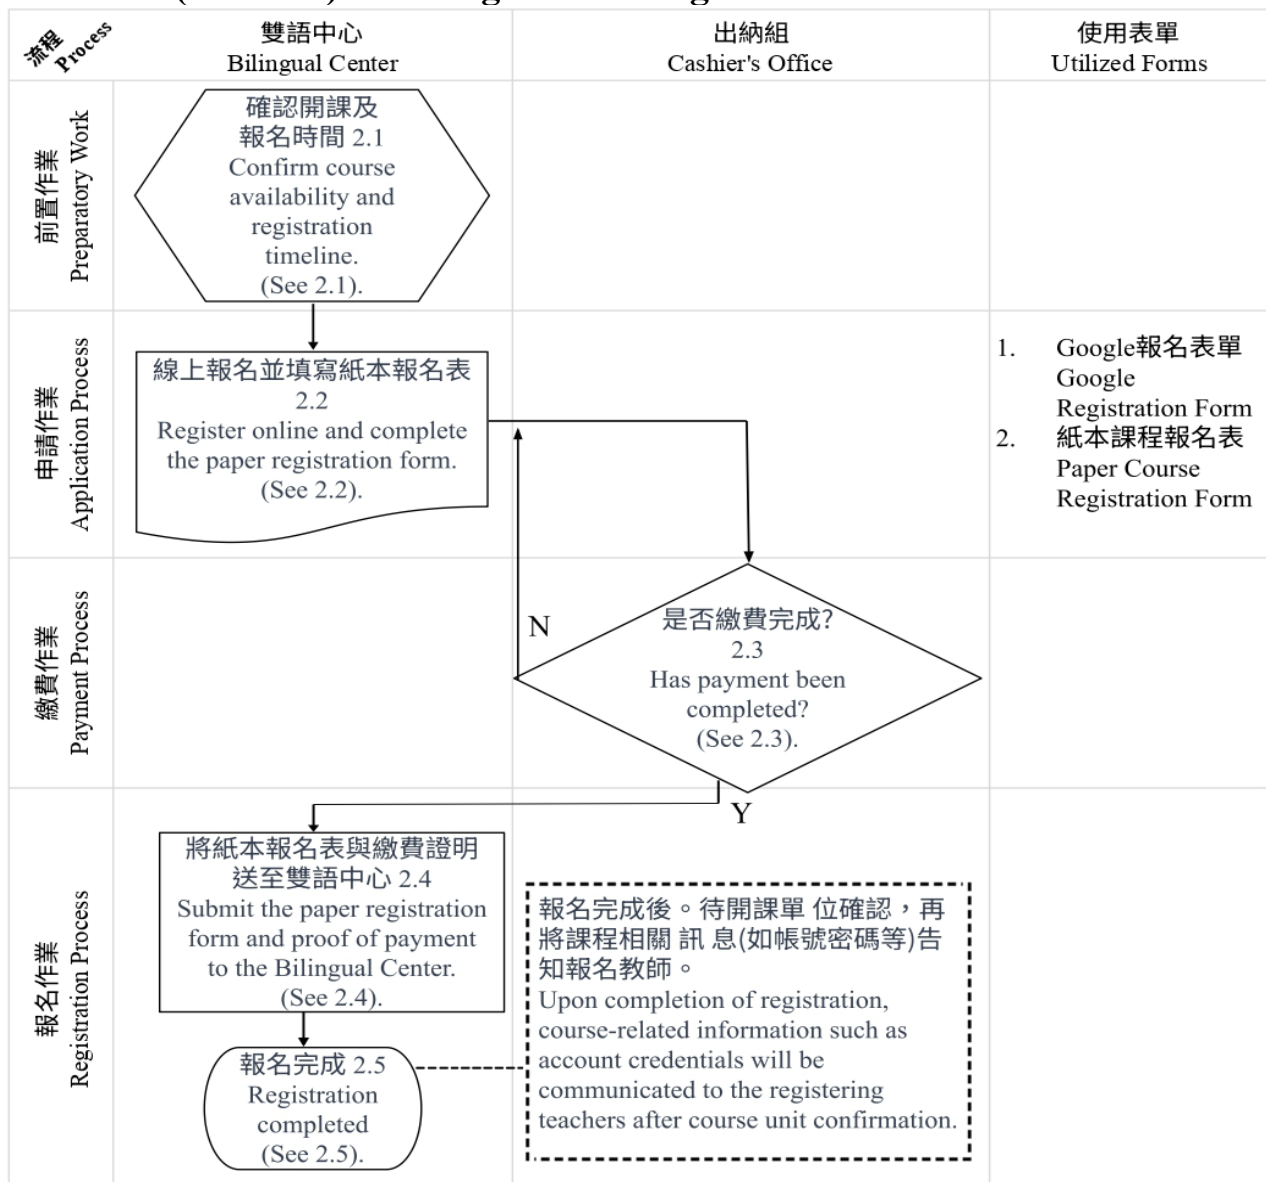 流程
Process
雙語中心
Bilingual Center
出納組
Cashier's Office
使用表單
Utilized Forms
前置作業
Preparatory Work
確認開課及
報名時間 2.1
Confirm course
availability and
registration
timeline.
(See 2.1).
申請作業
Application Process
線上報名並填寫紙本報名表
2.2
Register online and complete
the paper registration form.
(See 2.2).
1. Google報名表單
Google
Registration Form
2. 紙本課程報名表
Paper Course
Registration Form
繳費作業
Payment Process
N
是否繳費完成?
2.3
Has payment been
completed?
(See 2.3).
Y
報名作業
Registration Process
將紙本報名表與繳費證明
送至雙語中心 2.4
Submit the paper registration
form and proof of payment
to the Bilingual Center.
(See 2.4).
報名完成 2.5
Registration
completed
(See 2.5).
報名完成後。待開課單 位確認，再
將課程相關 訊 息(如帳號密碼等)告
知報名教師。
Upon completion of registration,
course-related information such as
account credentials will be
communicated to the registering
teachers after course unit confirmation.